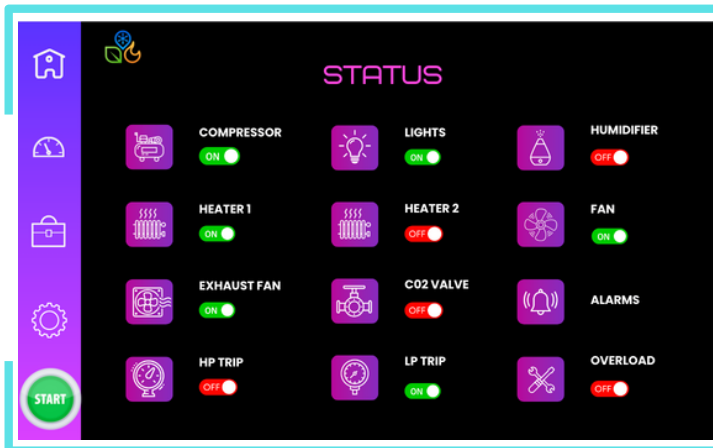 STATUS
COMPRESSOR
ON
LIGHTS
ON
HUMIDIFIER
OFF
HEATER 1
ON
HEATER 2
OFF
FAN
ON
EXHAUST FAN
ON
C02 VALVE
OFF
ALARMS
HP TRIP
OFF
LP TRIP
ON
OVERLOAD
OFF
START